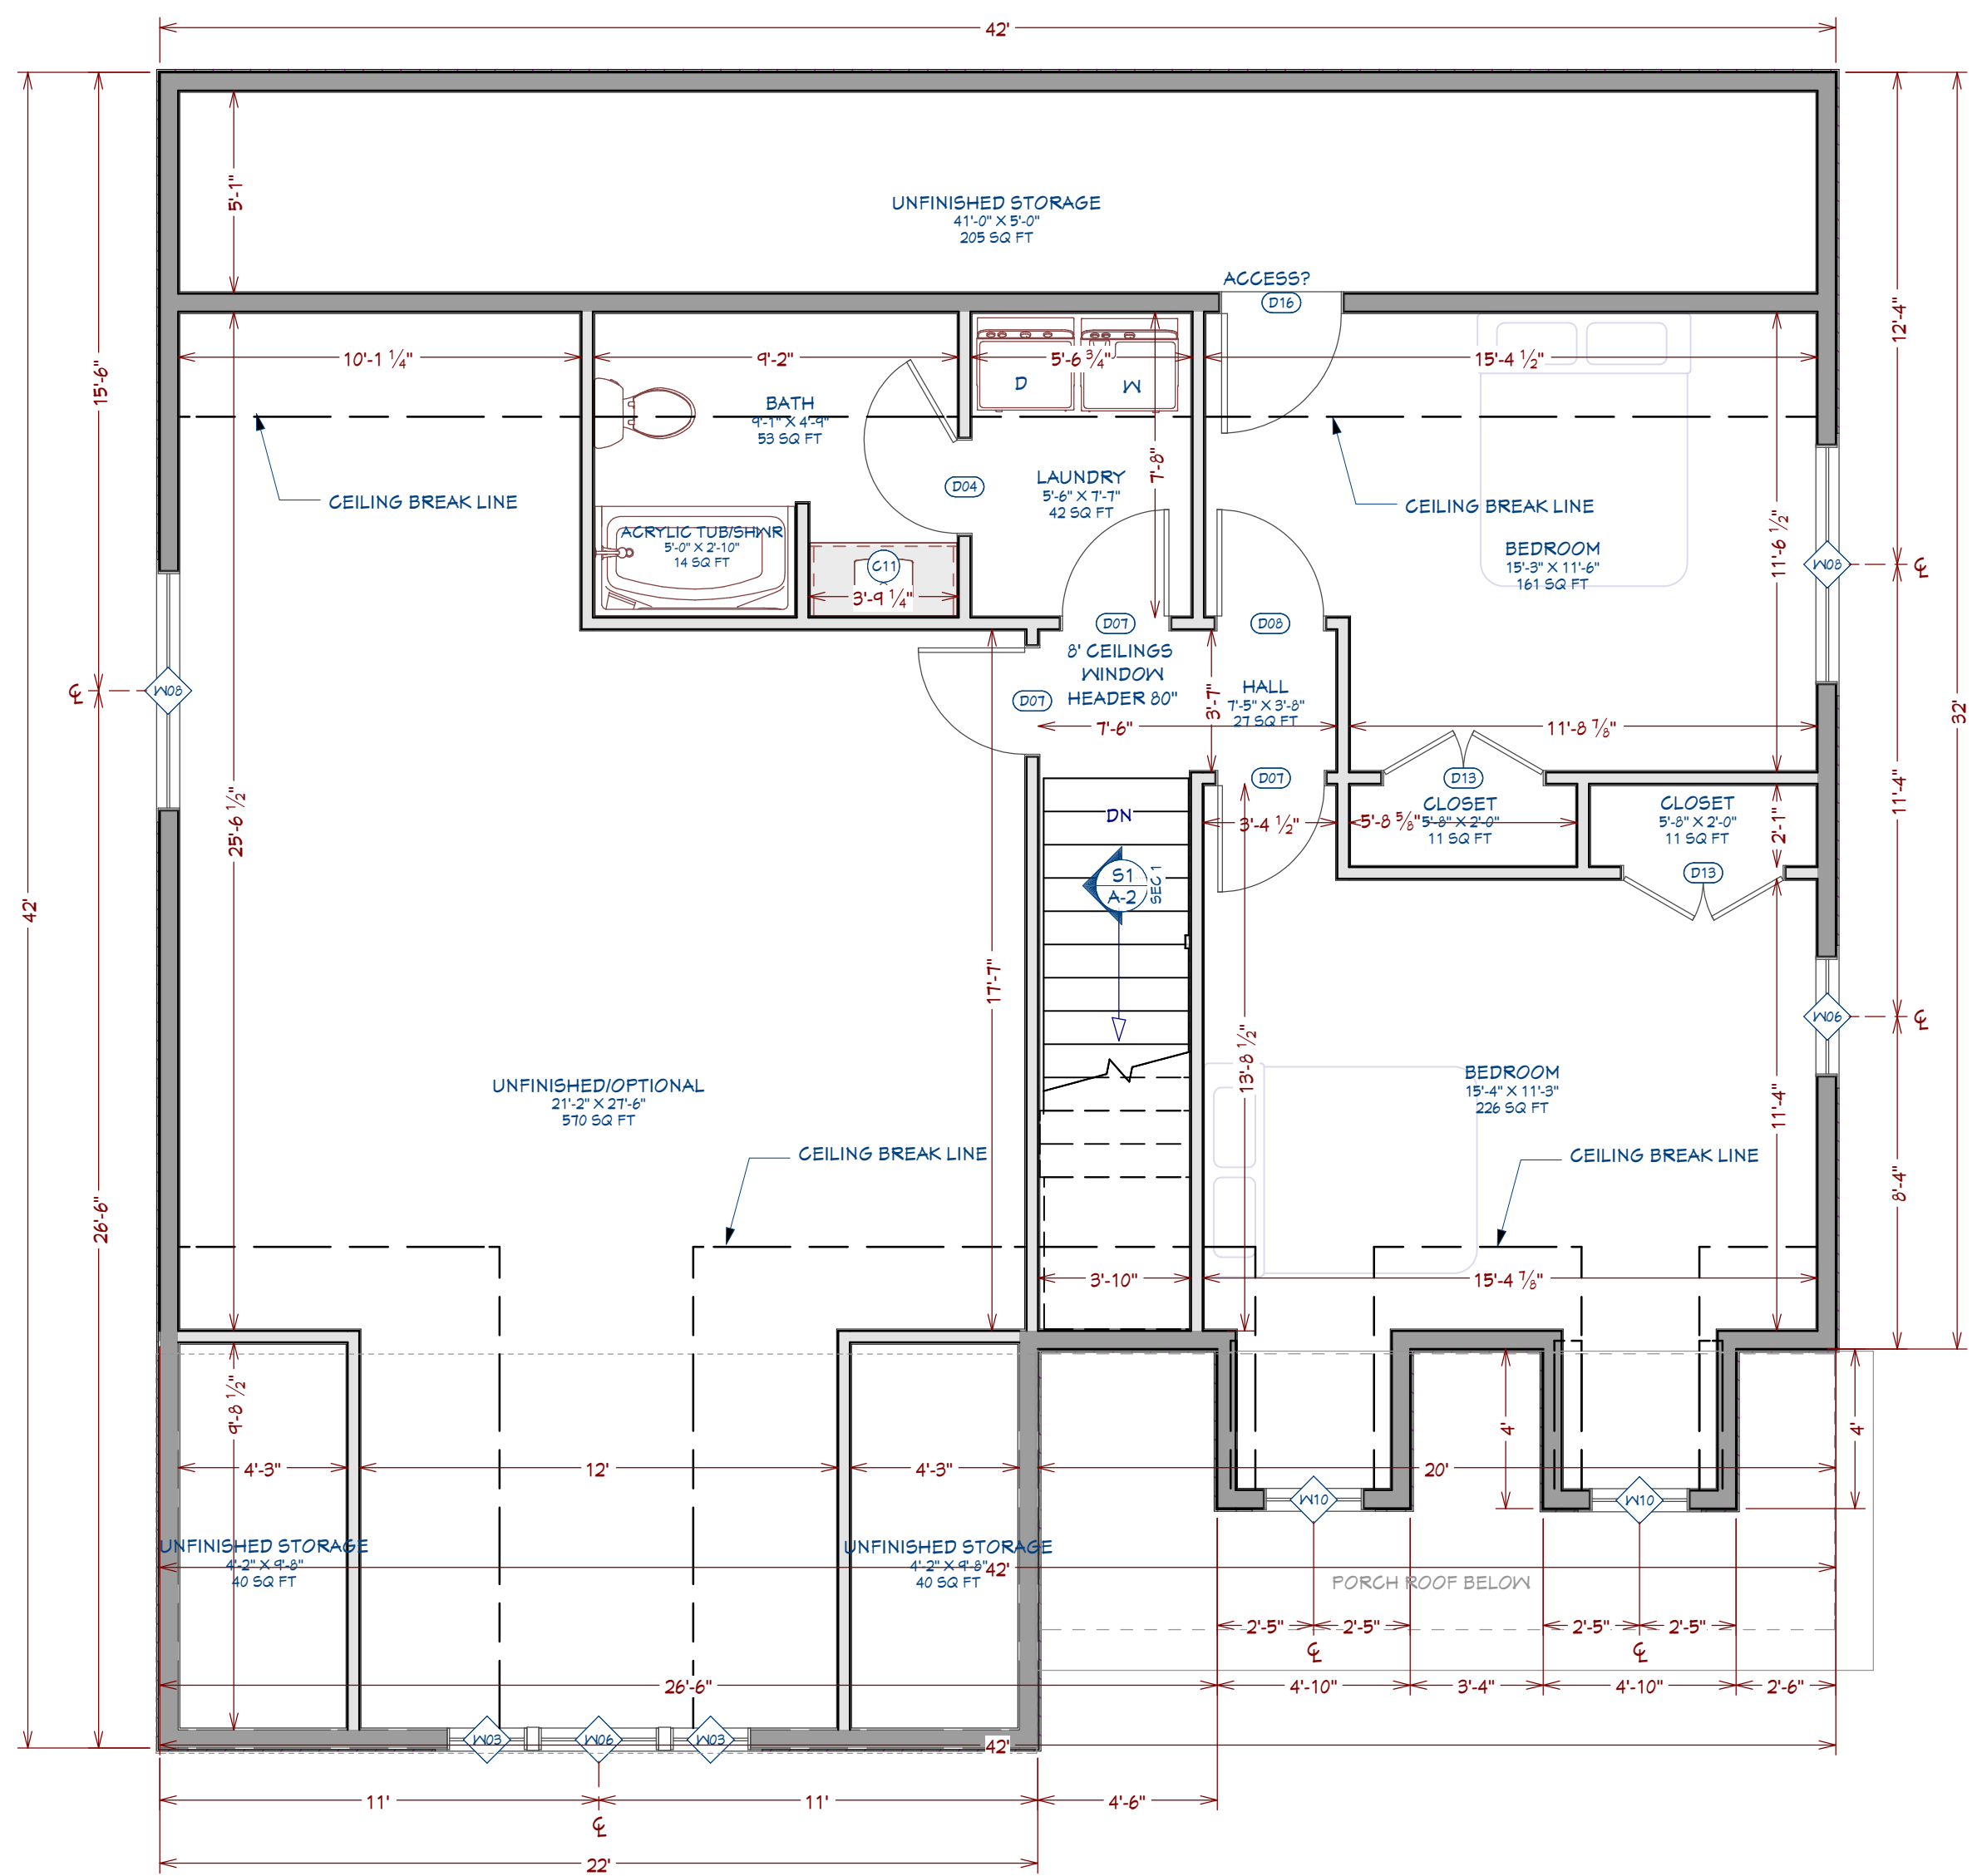 42'
UNFINISHED STORAGE
41'-0" X 5'-0"
205 SQ FT
5'-1"
ACCESS?
D16
12'-4"
15'-6"
10'-1 1/4"
9'-2"
5'-6 3/4"
15'-4 1/2"
D
W
BATH
9'-1" X 4'-9"
53 SQ FT
CEILING BREAK LINE
D04
LAUNDRY
5'-6" X 7'-7"
42 SQ FT
7'-8"
CEILING BREAK LINE
ACRYLIC TUB/SHWR
5'-0" X 2'-10"
14 SQ FT
C11
3'-9 1/4"
BEDROOM
15'-3" X 11'-6"
161 SQ FT
11'-6 1/2"
W08
℄
D07
D08
8' CEILINGS
WINDOW
HEADER 80"
℄
W08
D07
HALL
7'-5" X 3'-8"
27 SQ FT
3'-7"
7'-6"
11'-8 7/8"
32'
D07
D13
11'-4"
CLOSET
5'-8" X 2'-0"
11 SQ FT
CLOSET
5'-8" X 2'-0"
11 SQ FT
2'-1"
DN
3'-4 1/2"
5'-8 5/8"
25'-6 1/2"
S1
A-2
SEC 1
D13
42'
17'-7"
W06
℄
13'-8 1/2"
UNFINISHED/OPTIONAL
21'-2" X 27'-6"
570 SQ FT
BEDROOM
15'-4" X 11'-3"
226 SQ FT
11'-4"
CEILING BREAK LINE
CEILING BREAK LINE
8'-4"
26'-6"
3'-10"
15'-4 7/8"
9'-8 1/2"
4'
4'
4'-3"
12'
4'-3"
20'
W10
W10
UNFINISHED STORAGE
4'-2" X 9'-8"
40 SQ FT
UNFINISHED STORAGE
4'-2" X 9'-8"
40 SQ FT
42'
PORCH ROOF BELOW
2'-5"
2'-5"
2'-5"
2'-5"
℄
℄
26'-6"
4'-10"
3'-4"
4'-10"
2'-6"
W03
W06
W03
42'
11'
11'
4'-6"
℄
22'